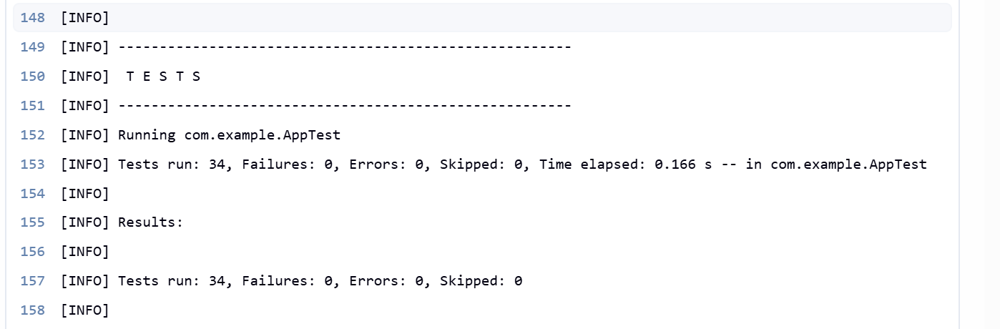 148 [INFO]
149 [INFO] -------------------------------------------------------
150 [INFO]  T E S T S
151 [INFO] -------------------------------------------------------
152 [INFO] Running com.example.AppTest
153 [INFO] Tests run: 34, Failures: 0, Errors: 0, Skipped: 0, Time elapsed: 0.166 s -- in com.example.AppTest
154 [INFO]
155 [INFO] Results:
156 [INFO]
157 [INFO] Tests run: 34, Failures: 0, Errors: 0, Skipped: 0
158 [INFO]